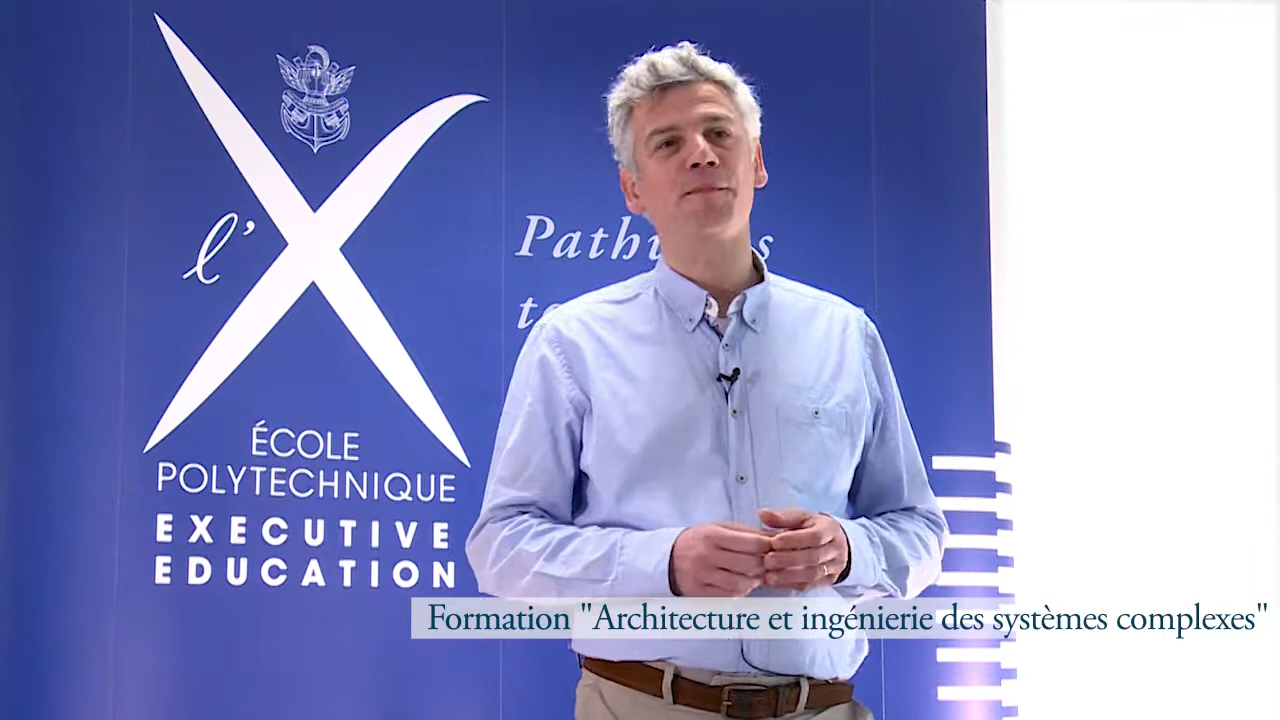 l'X
ÉCOLE
POLYTECHNIQUE
EXECUTIVE
EDUCATION
Formation "Architecture et ingénierie des systèmes complexes"